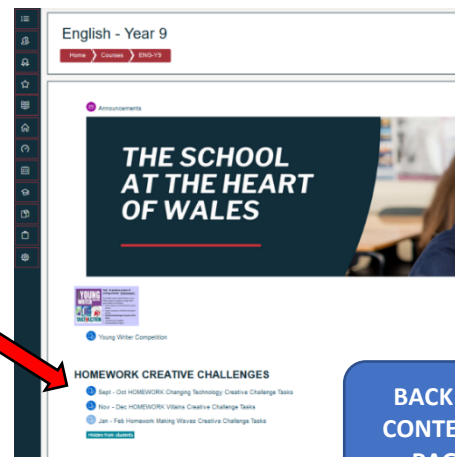 English - Year 9
Home Courses ENG-Y9
Announcements
THE SCHOOL
AT THE HEART
OF WALES
YOUNG
WRITER
Young Writer Competition
HOMEWORK CREATIVE CHALLENGES
Sept - Oct HOMEWORK Changing Technology Creative Challenge Tasks
Nov - Dec HOMEWORK Villains Creative Challenge Tasks
Jan - Feb Homework Making Waves Creative Challenge Tasks
Hidden from students
BACK
CONTE